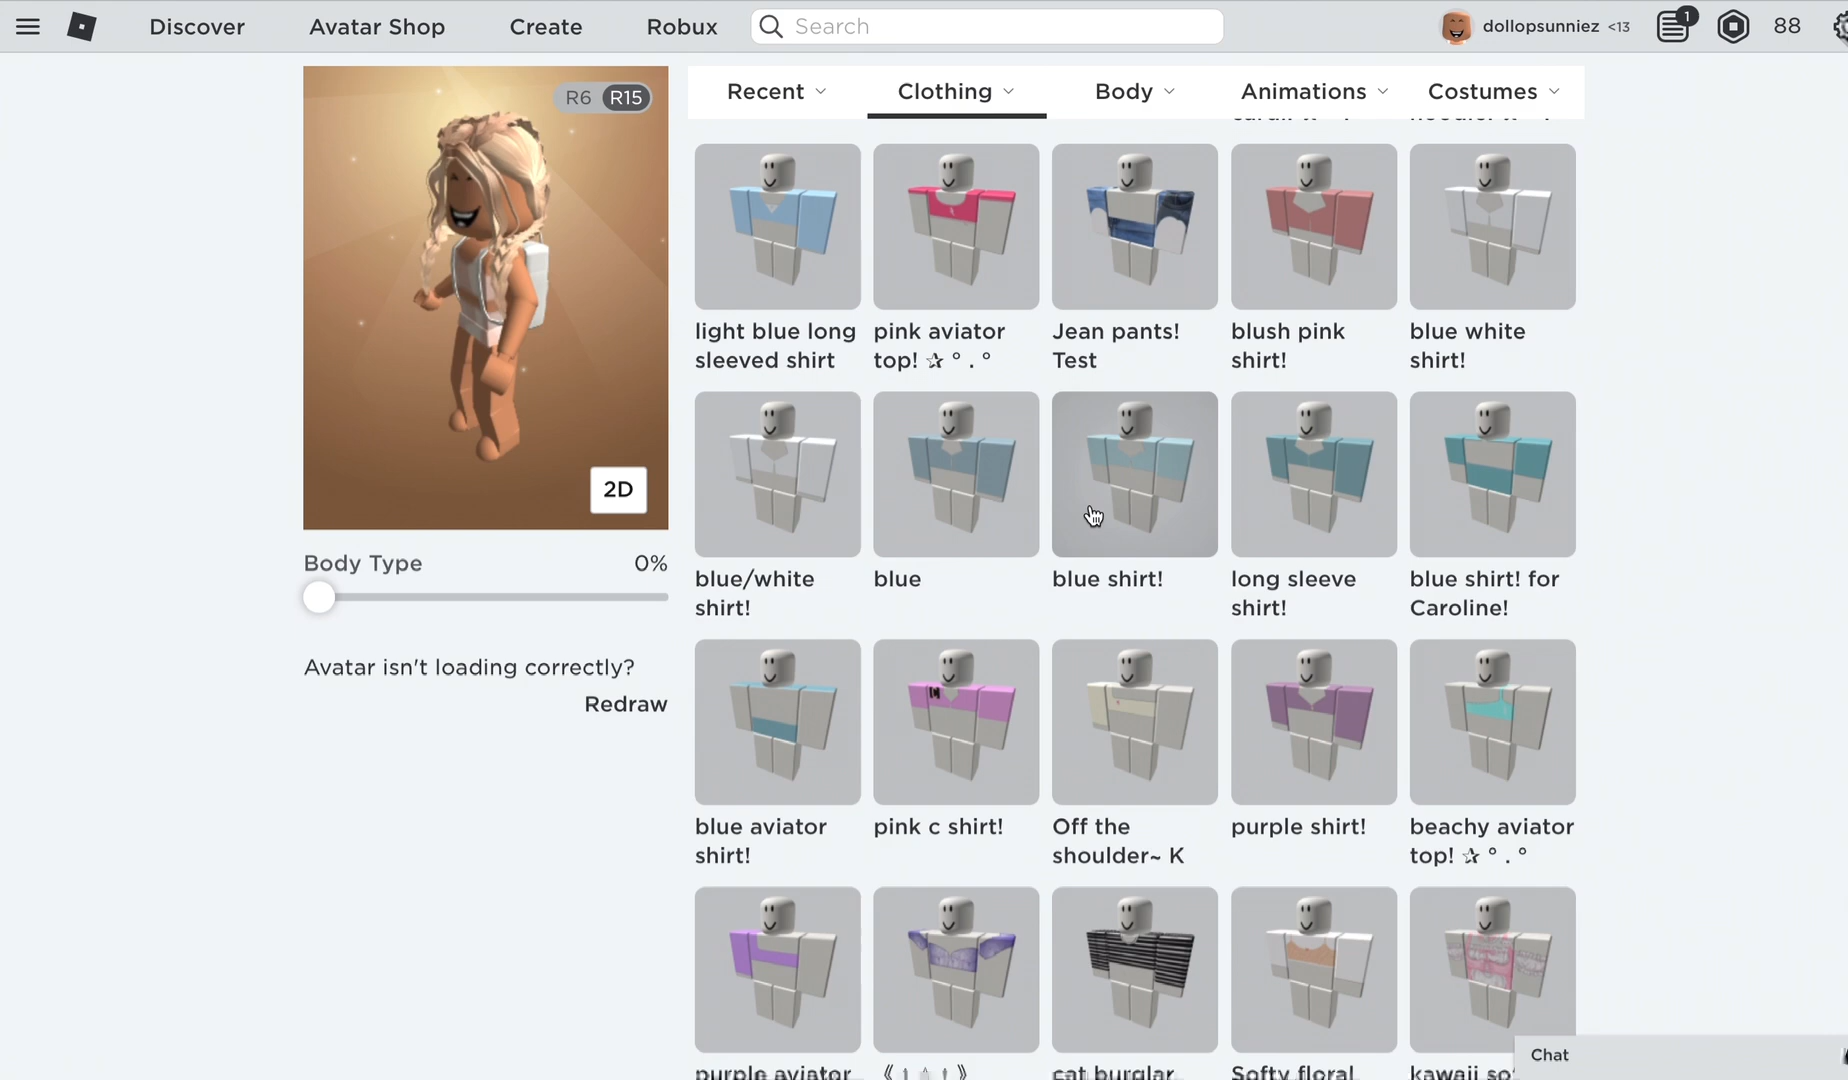 Discover
Avatar Shop
Create
Robux
Search
dollopsunniez <13
1
88
R6 R15
Recent
Clothing
Body
Animations
Costumes
light blue long
sleeved shirt
pink aviator
top! ✰ ° . °
Jean pants!
Test
blush pink
shirt!
blue white
shirt!
2D
Body Type 0%
blue/white
shirt!
blue
blue shirt!
long sleeve
shirt!
blue shirt! for
Caroline!
Avatar isn't loading correctly?
Redraw
blue aviator
shirt!
pink c shirt!
Off the
shoulder~ K
purple shirt!
beachy aviator
top! ✰ ° . °
purple aviator
cat burglar
Softy floral
kawaii
Chat